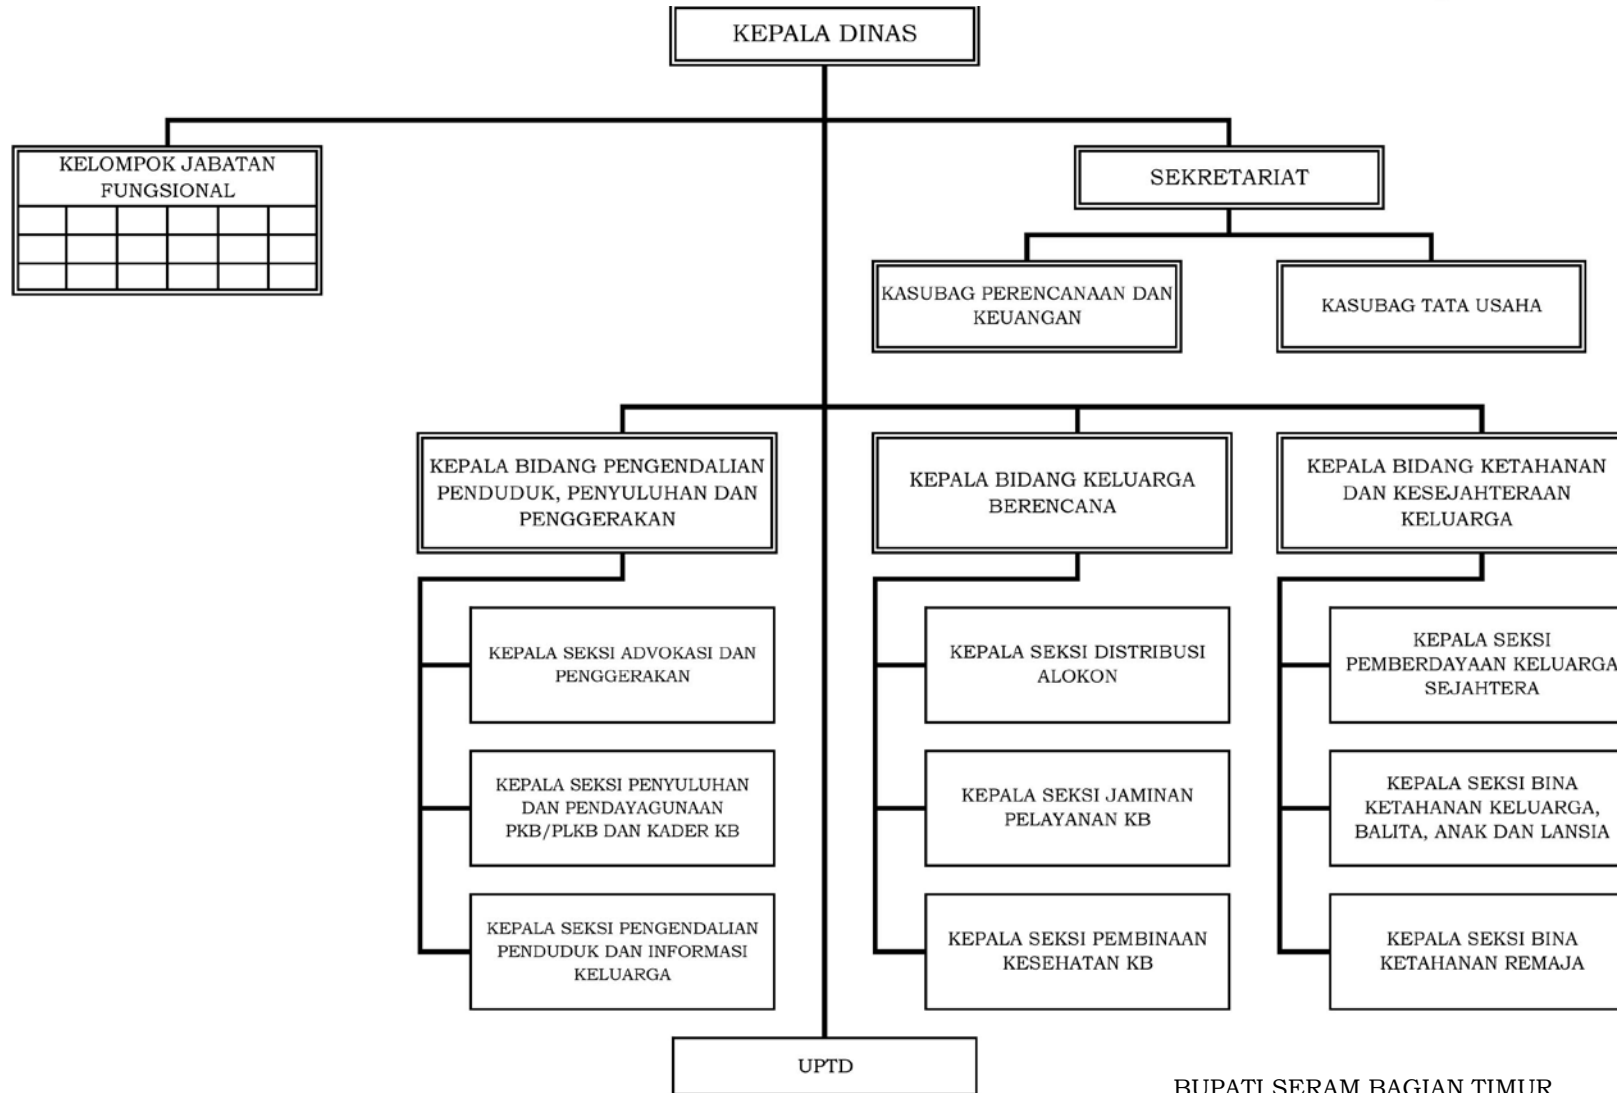 KEPALA DINAS
KELOMPOK JABATAN
FUNGSIONAL
SEKRETARIAT
KASUBAG PERENCANAAN DAN
KEUANGAN
KASUBAG TATA USAHA
KEPALA BIDANG PENGENDALIAN
PENDUDUK, PENYULUHAN DAN
PENGGERAKAN
KEPALA BIDANG KELUARGA
BERENCANA
KEPALA BIDANG KETAHANAN
DAN KESEJAHTERAAN
KELUARGA
KEPALA SEKSI ADVOKASI DAN
PENGGERAKAN
KEPALA SEKSI DISTRIBUSI
ALOKON
KEPALA SEKSI
PEMBERDAYAAN KELUARGA
SEJAHTERA
KEPALA SEKSI PENYULUHAN
DAN PENDAYAGUNAAN
PKB/PLKB DAN KADER KB
KEPALA SEKSI JAMINAN
PELAYANAN KB
KEPALA SEKSI BINA
KETAHANAN KELUARGA,
BALITA, ANAK DAN LANSIA
KEPALA SEKSI PENGENDALIAN
PENDUDUK DAN INFORMASI
KELUARGA
KEPALA SEKSI PEMBINAAN
KESEHATAN KB
KEPALA SEKSI BINA
KETAHANAN REMAJA
UPTD
BUPATI SERAM BAGIAN TIMUR